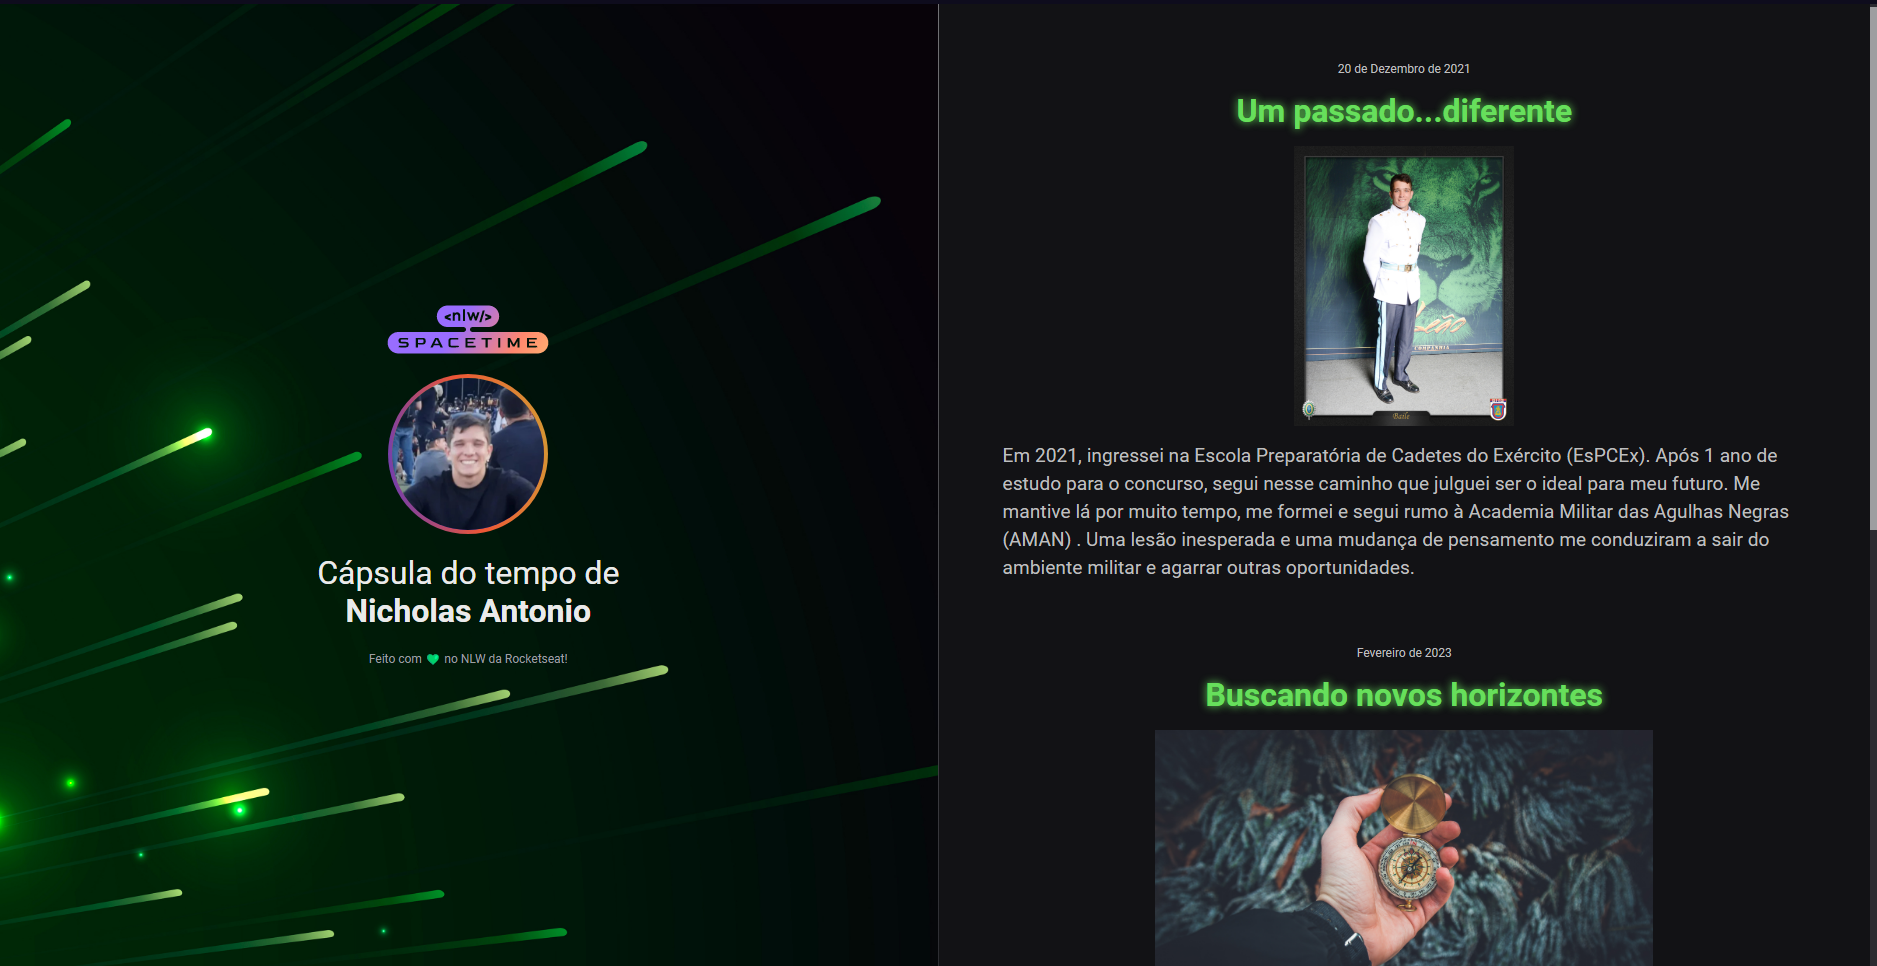 <nlw/>
SPACETIME
Cápsula do tempo de
Nicholas Antonio
Feito com 💚 no NLW da Rocketseat!
20 de Dezembro de 2021
Um passado...diferente
COMPANHIA
Baile
Em 2021, ingressei na Escola Preparatória de Cadetes do Exército (EsPCEx). Após 1 ano de
estudo para o concurso, segui nesse caminho que julguei ser o ideal para meu futuro. Me
mantive lá por muito tempo, me formei e segui rumo à Academia Militar das Agulhas Negras
(AMAN) . Uma lesão inesperada e uma mudança de pensamento me conduziram a sair do
ambiente militar e agarrar outras oportunidades.
Fevereiro de 2023
Buscando novos horizontes